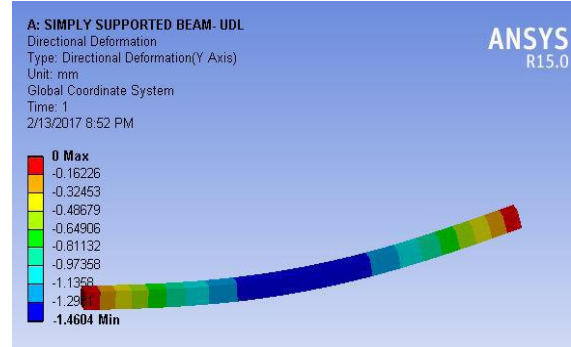 A: SIMPLY SUPPORTED BEAM- UDL
Directional Deformation
Type: Directional Deformation(Y Axis)
Unit: mm
Global Coordinate System
Time: 1
2/13/2017 8:52 PM
ANSYS
R15.0
0 Max
-0.16226
-0.32453
-0.48679
-0.64906
-0.81132
-0.97358
-1.1358
-1.4604 Min